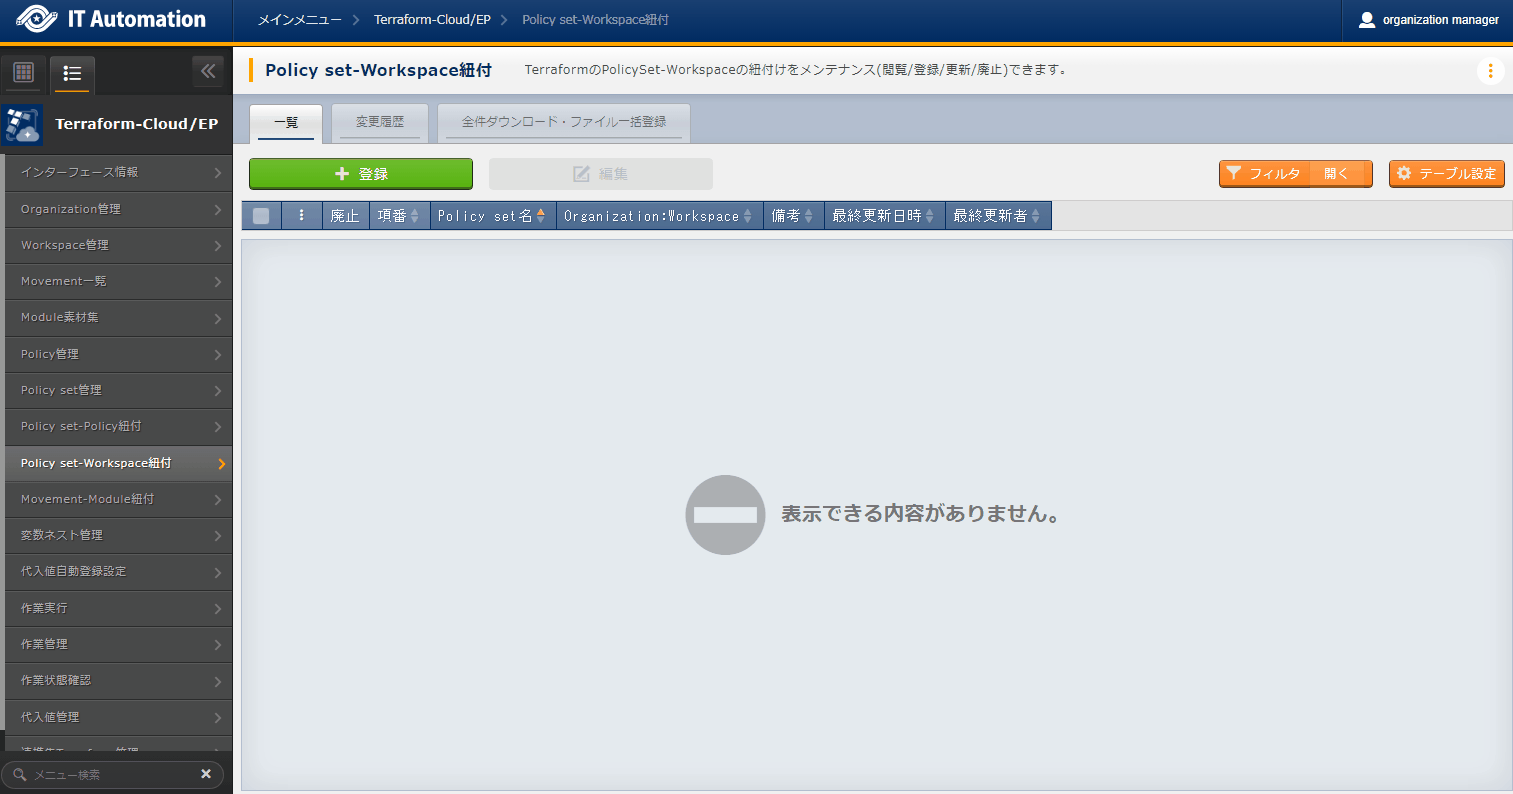 IT Automation
メインメニュー
Terraform-Cloud/EP
Policy set-Workspace紐付
organization manager
Terraform-Cloud/EP
インターフェース情報
Organization管理
Workspace管理
Movement一覧
Module素材集
Policy管理
Policy set管理
Policy set-Policy紐付
Policy set-Workspace紐付
Movement-Module紐付
変数ネスト管理
代入値自動登録設定
作業実行
作業管理
作業状態確認
代入値管理
メニュー検索
Policy set-Workspace紐付
TerraformのPolicySet-Workspaceの紐付けをメンテナンス(閲覧/登録/更新/廃止)できます。
一覧
変更履歴
全件ダウンロード・ファイル一括登録
登録
編集
フィルタ
開く
テーブル設定
廃止
項番
Policy set名
Organization:Workspace
備考
最終更新日時
最終更新者
表示できる内容がありません。